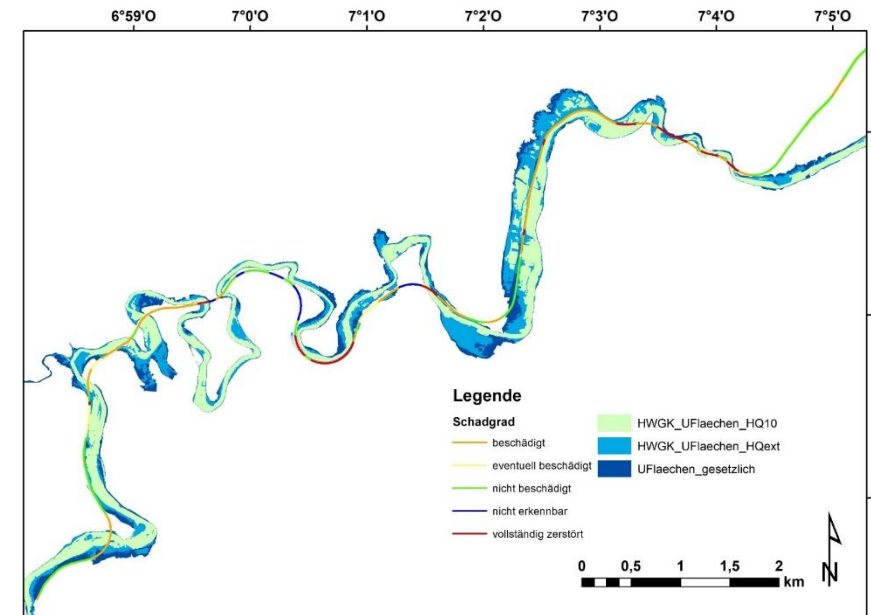 6°59'O 7°0'O 7°1'O 7°2'O 7°3'O 7°4'O 7°5'O
Legende
Schadgrad
beschädigt
eventuell beschädigt
nicht beschädigt
nicht erkennbar
vollständig zerstört
HWGK_UFlaechen_HQ10
HWGK_UFlaechen_HQext
UFlaechen_gesetzlich
0 0,5 1 1,5 2
km
N